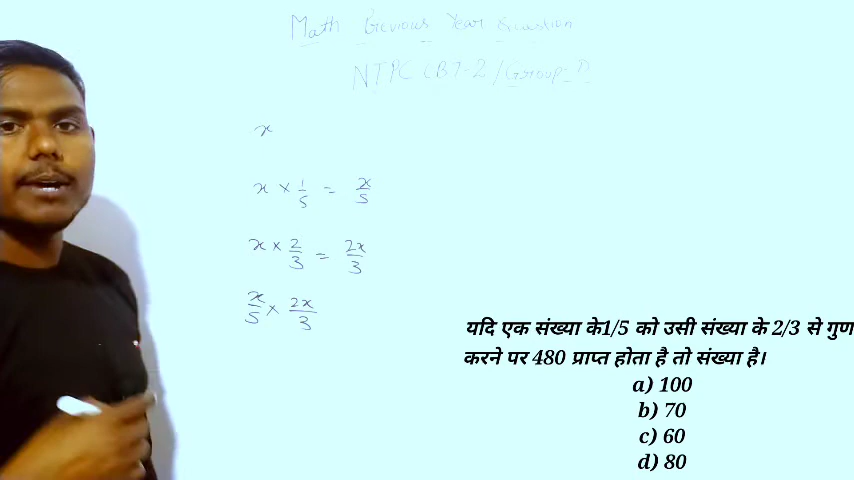 Math Previous Year Question
NTPC CBT-2 / Group-D
x
x × 1/5 = x/5
x × 2/3 = 2x/3
x/5 × 2x/3
यदि एक संख्या के1/5 को उसी संख्या के 2/3 से गुण
करने पर 480 प्राप्त होता है तो संख्या है।
a) 100
b) 70
c) 60
d) 80